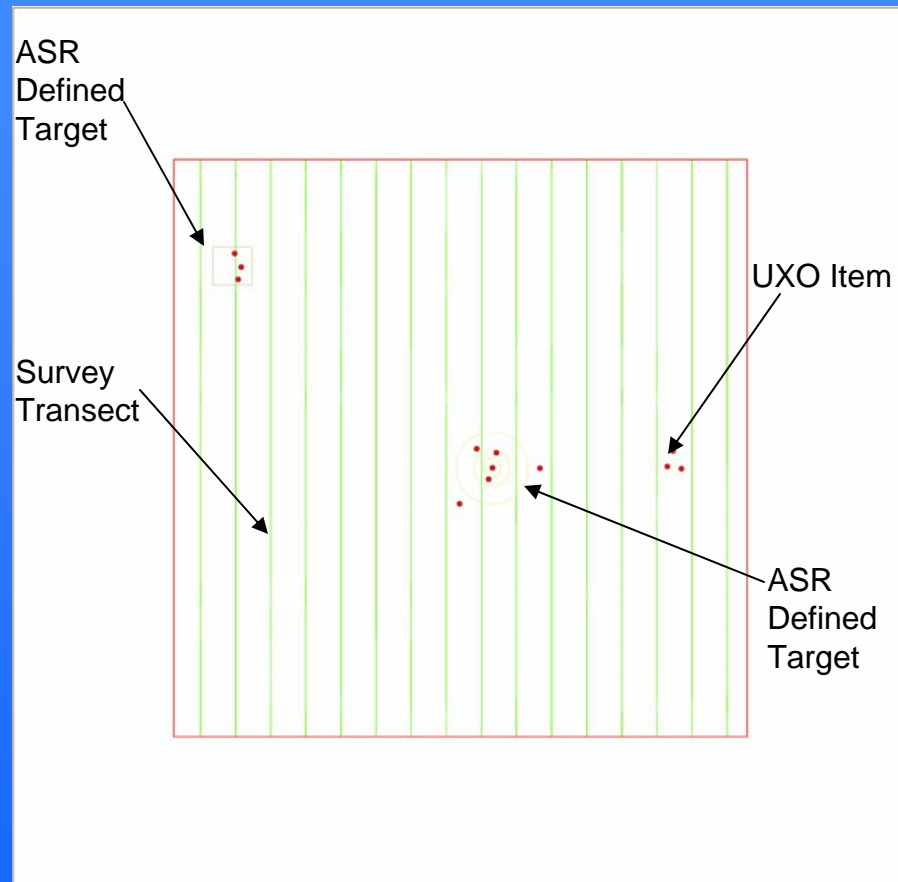 ASR
Defined
Target
UXO Item
Survey
Transect
ASR
Defined
Target